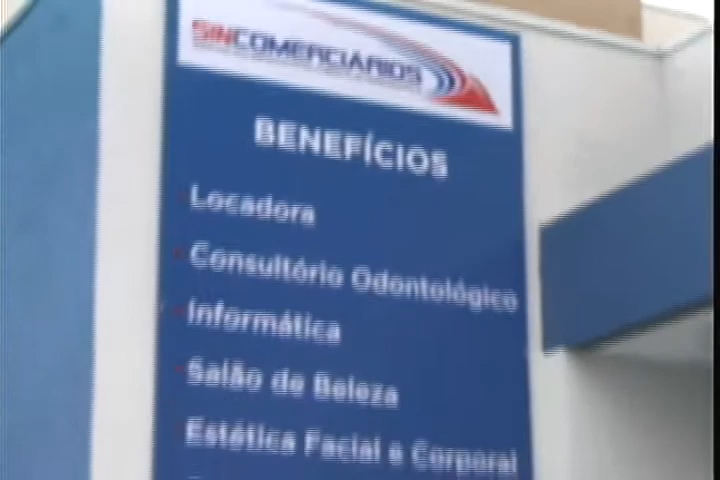 SINCOMERCIÁRIOS
BENEFÍCIOS
Locadora
Consultório Odontológico
Informática
Salão de Beleza
Estética Facial e Corporal